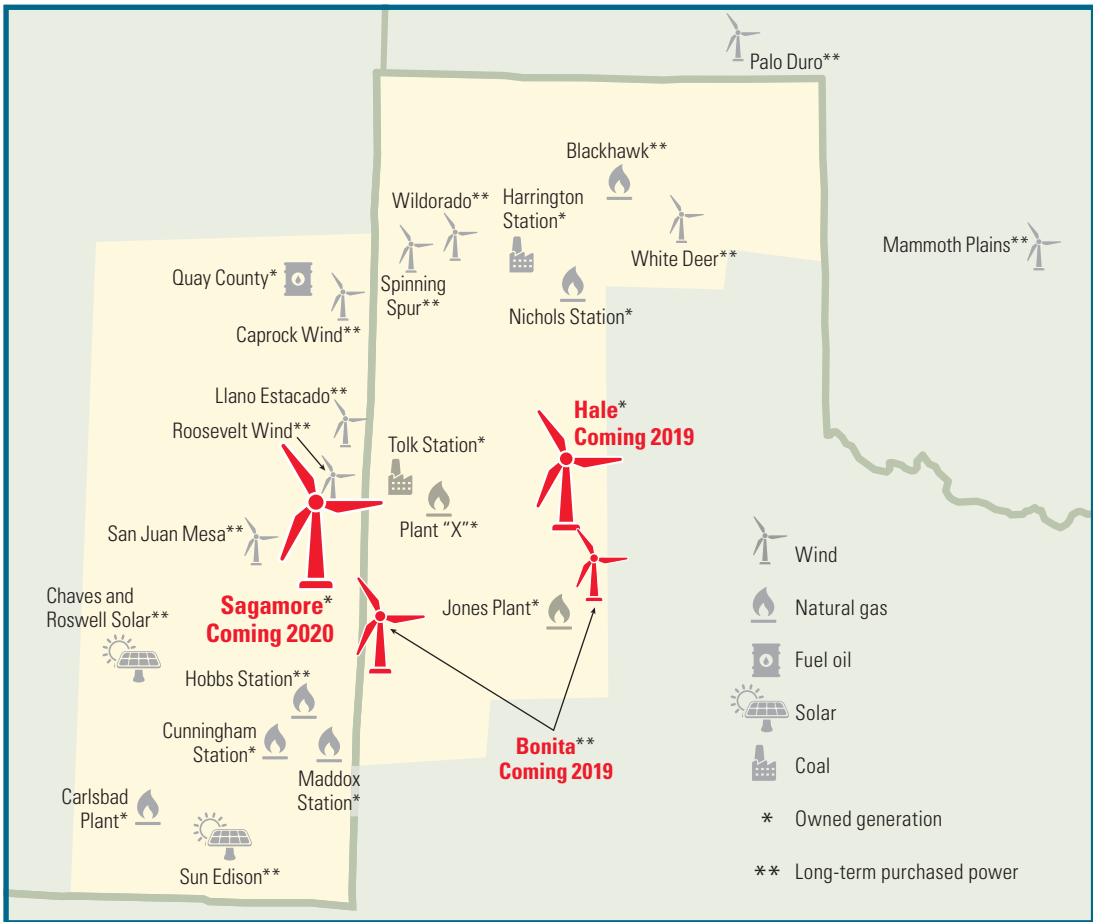 Palo Duro**
Blackhawk**
Wildorado**
Harrington
Station*
White Deer**
Mammoth Plains**
Quay County*
Spinning
Spur**
Nichols Station*
Caprock Wind**
Llano Estacado**
Roosevelt Wind**
Hale*
Coming 2019
Tolk Station*
Plant “X”*
San Juan Mesa**
Wind
Chaves and
Roswell Solar**
Sagamore*
Coming 2020
Jones Plant*
Natural gas
Fuel oil
Hobbs Station**
Solar
Cunningham
Station*
Bonita**
Coming 2019
Coal
Maddox
Station*
Carlsbad
Plant*
* Owned generation
Sun Edison**
** Long-term purchased power